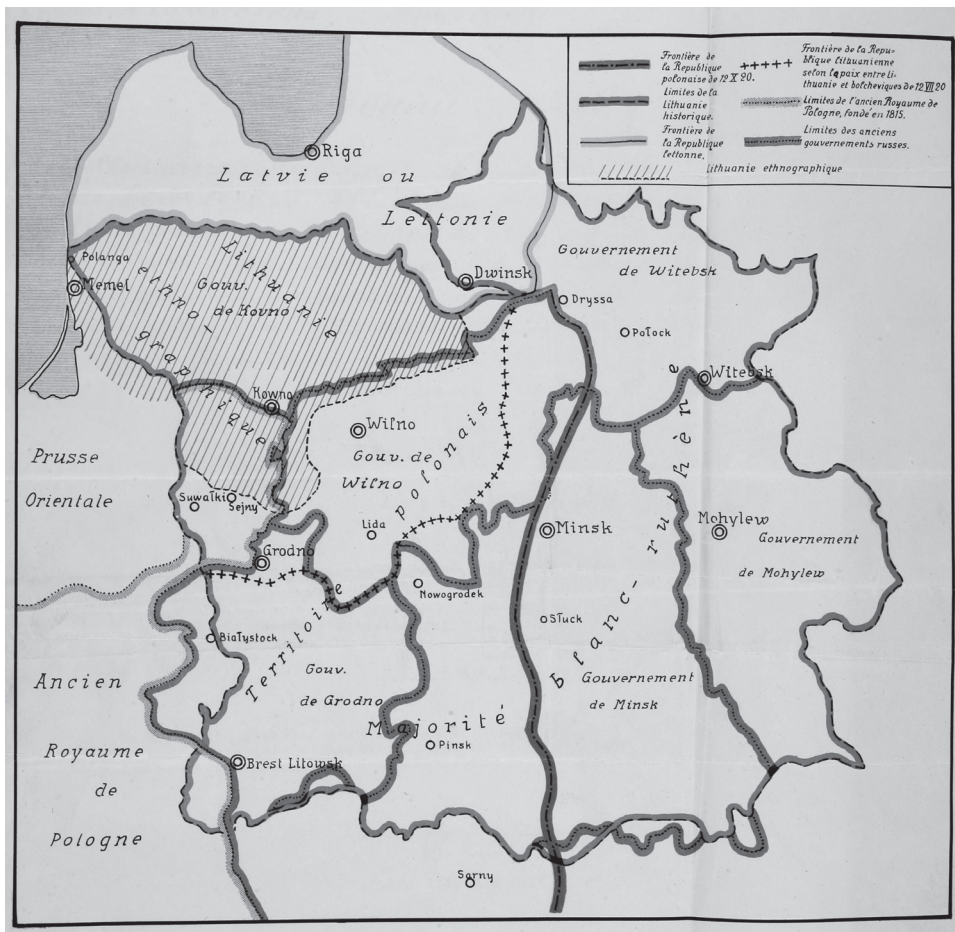 Frontière de
la Republique
polonaise de 12 X 20.
Limites de la
Lithuanie
historique.
Frontière de
la Republique
lettonne.
Frontière de la Repu-
blique lithuanienne
selon la paix entre li-
thuanie et bolcheviques de 12 VII 20
Limites de l'ancien Royaume de
Pologne, fondé en 1815.
Limites des anciens
gouvernements russes.
lithuanie ethnographique
Riga
Latvie ou
Lettonie
Polanga
Memel
Lithuanie
ethno-
graphique
Gouv.
de Kovno
Dwinsk
Gouvernement
de Witebsk
Dryssa
Połock
Witebsk
Kowno
Wilno
Gouv. de
Wilno
Prusse
Orientale
Suwałki
Sejny
Lida
Grodno
Nowogrodek
Minsk
Mohylew
Gouvernement
de Mohylew
Białystock
Słuck
Territoire
polonais
Gouv.
de Grodno
Majorité
blanc-
ruthène
Gouvernement
de Minsk
Pinsk
Brest Litowsk
Ancien
Royaume
de
Pologne
Sarny